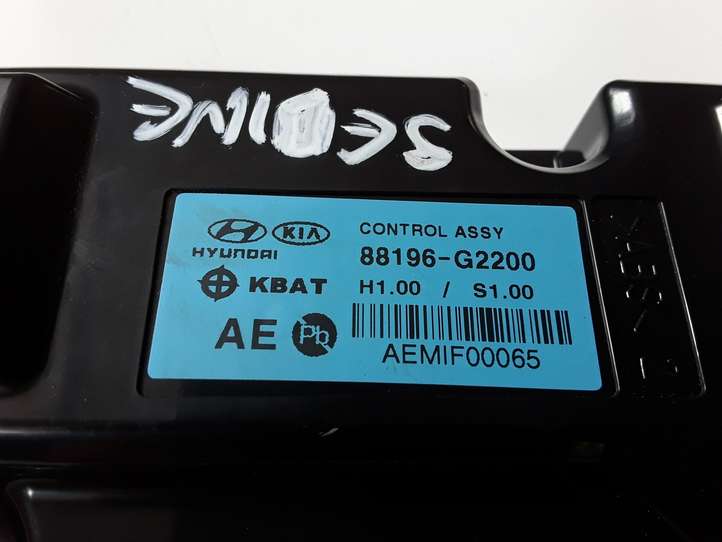 HYUNDAI KIA
KBAT
AE Pb
CONTROL ASSY
88196-G2200
H1.00 / S1.00
AEMIF00065